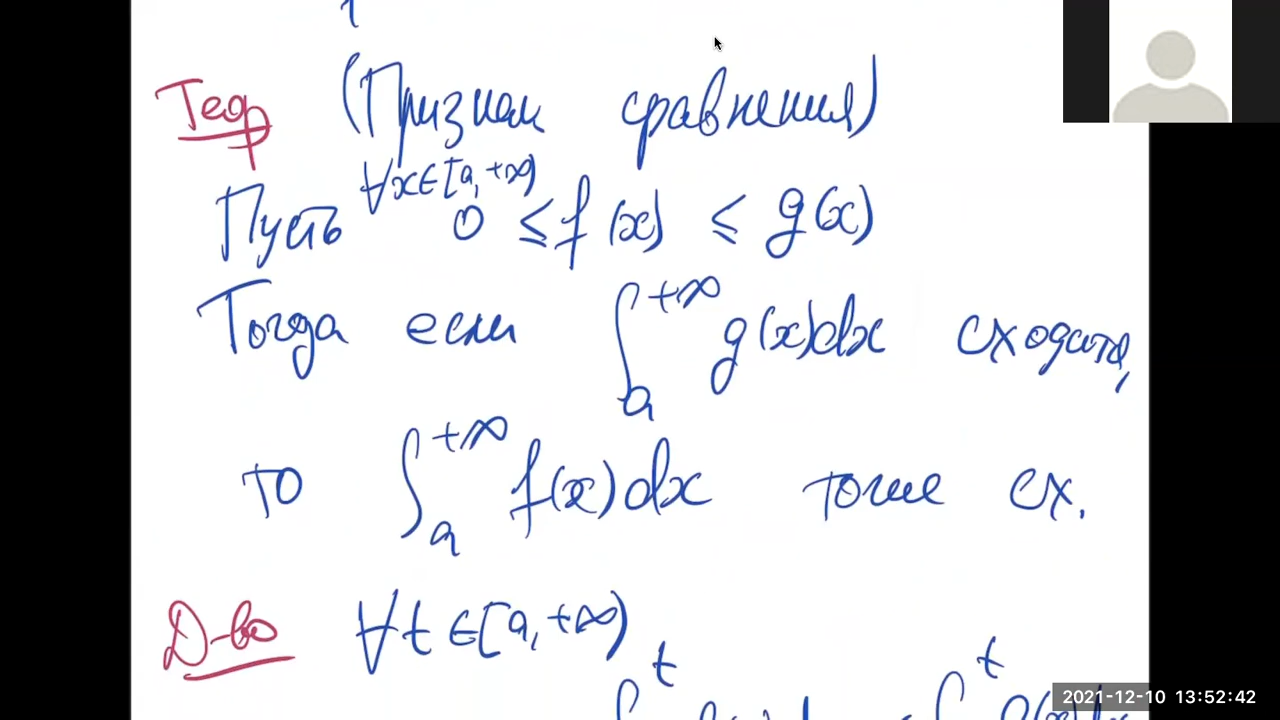 Теор (Признак сравнения)
∀x∈[a, +∞)
Пусть 0 ≤ f(x) ≤ g(x)
Тогда если ∫_a^{+∞} g(x)dx сходится,
то ∫_a^{+∞} f(x)dx тоже сх.
Д-во ∀t∈[a, +∞)
2021-12-10 13:52:42